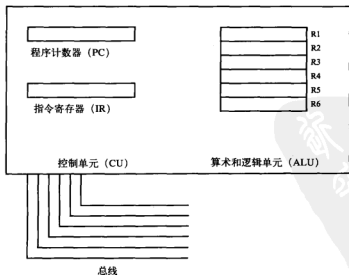 程序计数器（PC）
指令寄存器（IR）
R1
R2
R3
R4
R5
R6
控制单元（CU）
算术和逻辑单元（ALU）
总线